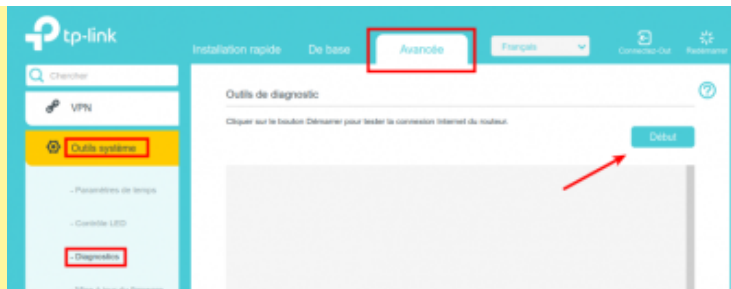 tp-link
Installation rapide De base Avancée Français Connectez-Out Redémarrer
Chercher
VPN
Outils système
- Paramètres de temps
- Contrôle LED
- Diagnostics
Outils de diagnostic
Cliquer sur le bouton Démarrer pour tester la connexion Internet du routeur.
Début